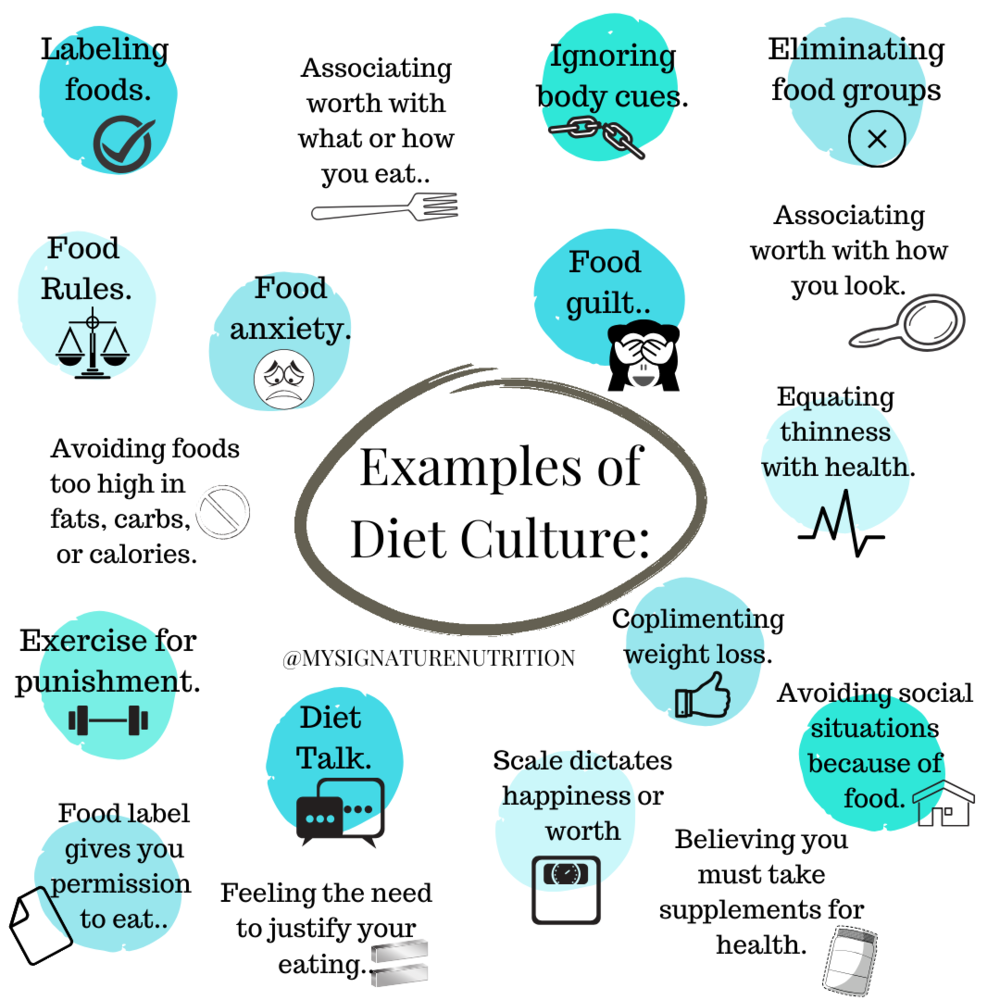 Labeling
foods.
Associating
worth with
what or how
you eat..
Ignoring
body cues.
Eliminating
food groups
Food
Rules.
Food
anxiety.
Food
guilt..
Associating
worth with how
you look.
Avoiding foods
too high in
fats, carbs,
or calories.
Examples of
Diet Culture:
Equating
thinness
with health.
Exercise for
punishment.
@MYSIGNATURENUTRITION
Coplimenting
weight loss.
Diet
Talk.
Avoiding social
situations
because of
food.
Scale dictates
happiness or
worth
Food label
gives you
permission
to eat..
Feeling the need
to justify your
eating..
Believing you
must take
supplements for
health.